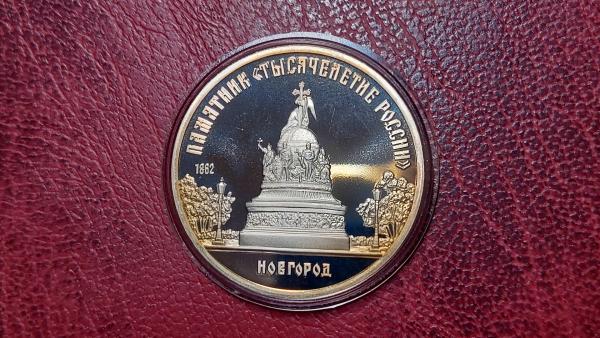 ПАМЯТНИК «ТЫСЯЧЕЛЕТИЕ РОССИИ»
1862
НОВГОРОД